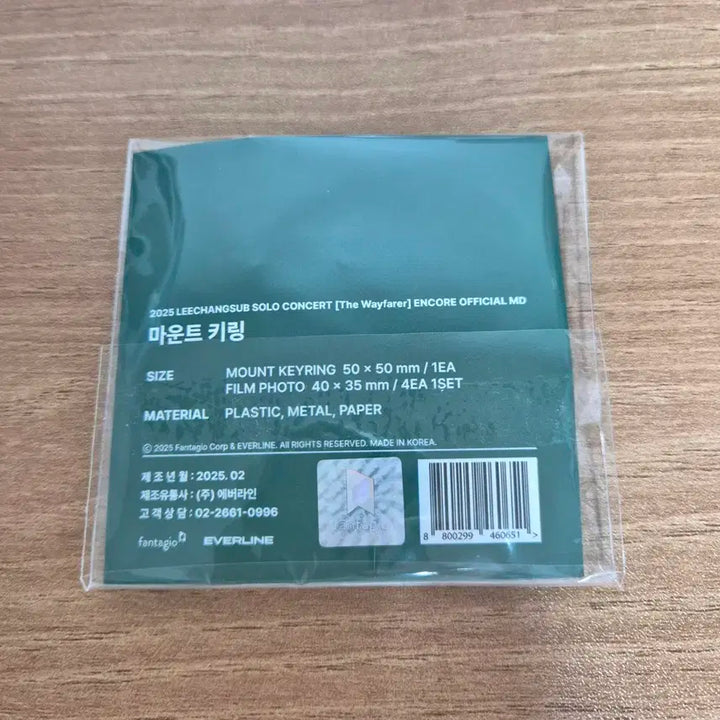 2025 LEECHANGSUB SOLO CONCERT [The Wayfarer] ENCORE OFFICIAL MD
마운트 키링
SIZE MOUNT KEYRING 50 × 50 mm / 1EA
FILM PHOTO 40 × 35 mm / 4EA 1SET
MATERIAL PLASTIC, METAL, PAPER
ⓒ 2025 Fantagio Corp & EVERLINE. All RIGHTS RESERVED. MADE IN KOREA.
제 조 년 월 : 2025. 02
제조유통사 : (주) 에버라인
고 객 상 담 : 02-2661-0996
fantagio EVERLINE
fantagio
8 800299 460651 >